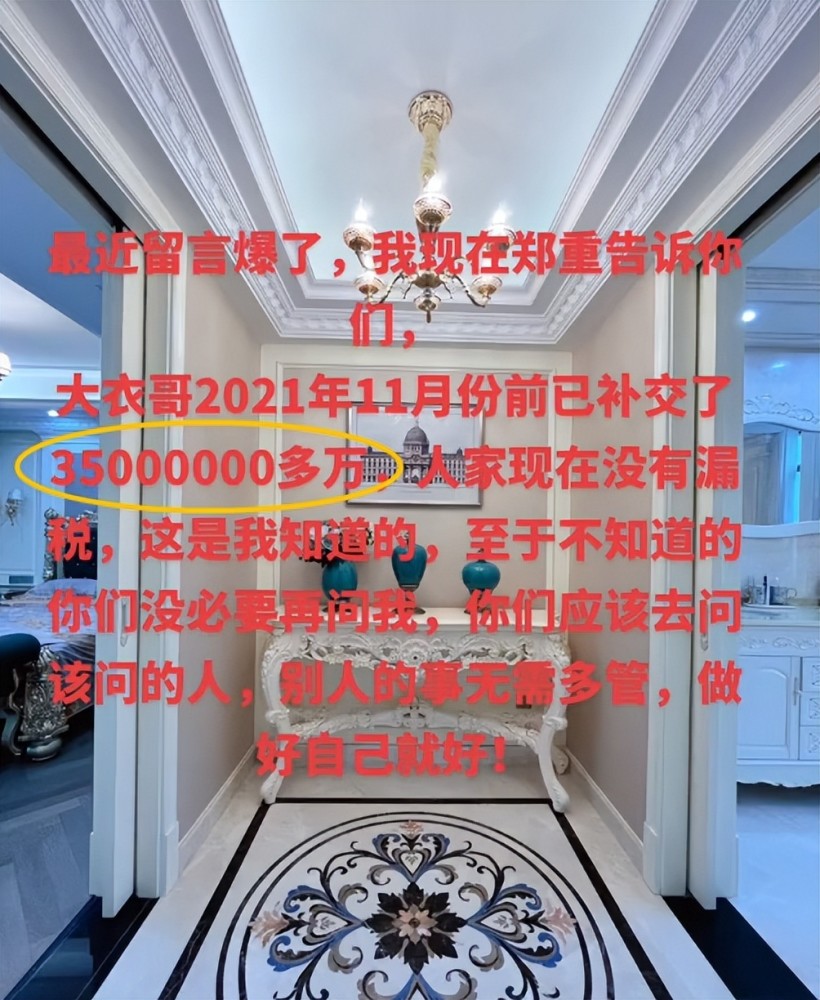 最近留言爆了，我现在郑重告诉你
们，
大衣哥2021年11月份前已补交了
35000000多万，人家现在没有漏
税，这是我知道的，至于不知道的
你们没必要再问我，你们应该去问
该问的人，别人的事无需多管，做
好自己就好！